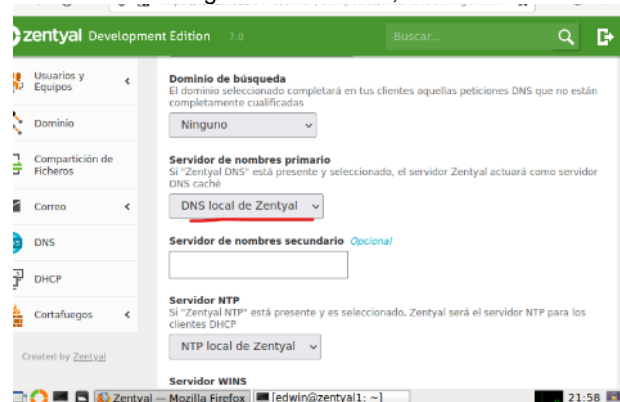 zentyal Development Edition 7.0 Buscar...
Usuarios y
Equipos
Dominio
Compartición de
Ficheros
Correo
DNS
DHCP
Cortafuegos
Created by Zentyal
Dominio de búsqueda
El dominio seleccionado completará en tus clientes aquellas peticiones DNS que no están
completamente cualificadas
Ninguno
Servidor de nombres primario
Si "Zentyal DNS" está presente y seleccionado, el servidor Zentyal actuará como servidor
DNS caché
DNS local de Zentyal
Servidor de nombres secundario Opcional
Servidor NTP
Si "Zentyal NTP" está presente y es seleccionado, Zentyal será el servidor NTP para los
clientes DHCP
NTP local de Zentyal
Servidor WINS
Zentyal — Mozilla Firefox [edwin@zentyal1: ~] 21:58